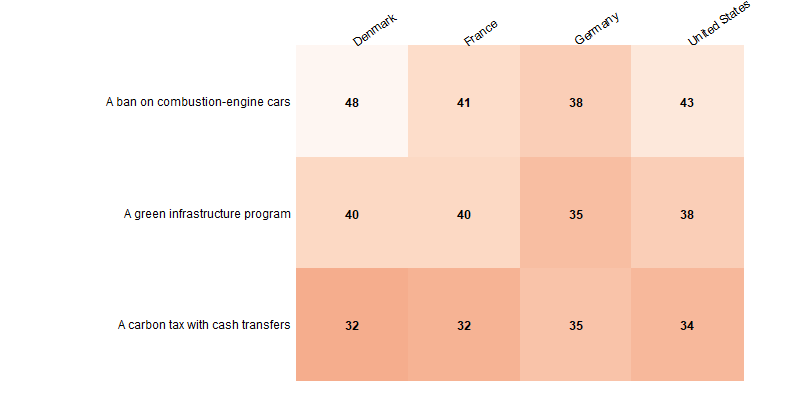 Denmark France Germany United States
A ban on combustion-engine cars 48 41 38 43
A green infrastructure program 40 40 35 38
A carbon tax with cash transfers 32 32 35 34